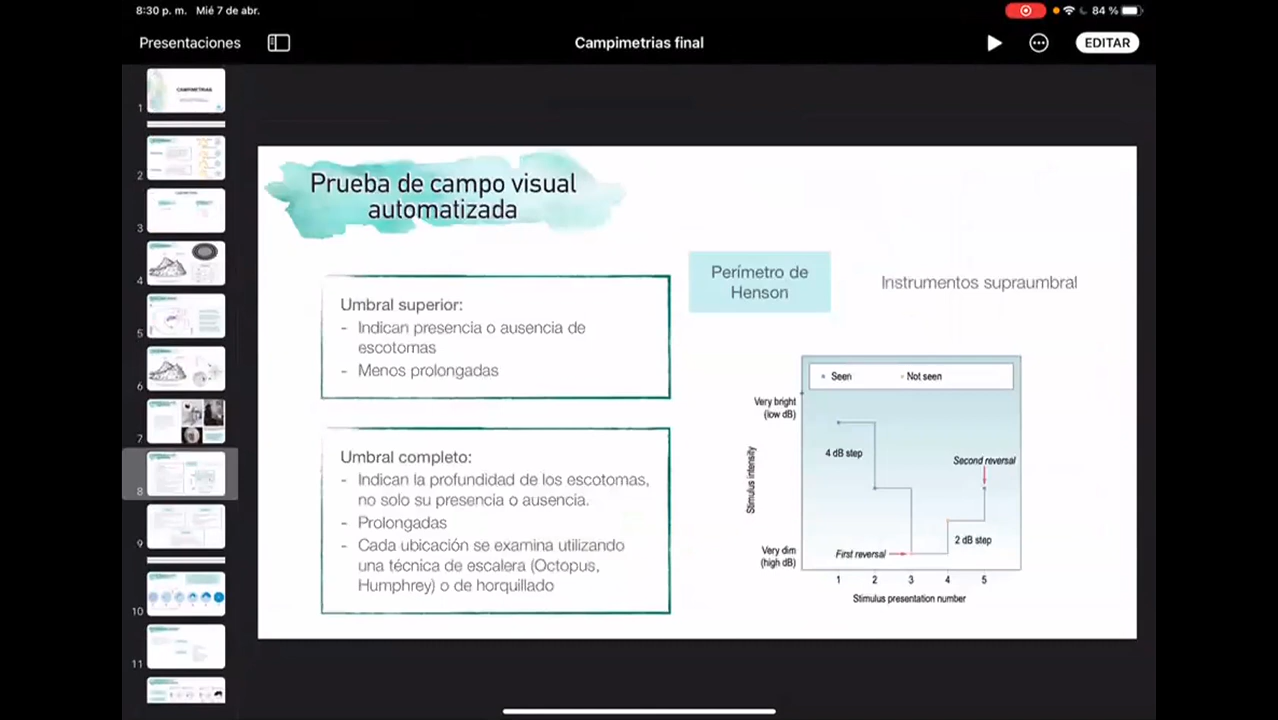 8:30 p. m. Mié 7 de abr.
84 %
Presentaciones
Campimetrias final
EDITAR
CAMPIMETRIAS
1
2
3
4
5
6
7
8
9
10
11
Prueba de campo visual
automatizada
Umbral superior:
- Indican presencia o ausencia de
escotomas
- Menos prolongadas
Umbral completo:
- Indican la profundidad de los escotomas,
no solo su presencia o ausencia.
- Prolongadas
- Cada ubicación se examina utilizando
una técnica de escalera (Octopus,
Humphrey) o de horquillado
Perímetro de
Henson
Instrumentos supraumbral
Seen
Not seen
Very bright
(low dB)
4 dB step
Second reversal
Stimulus intensity
Very dim
(high dB)
First reversal
2 dB step
1 2 3 4 5
Stimulus presentation number